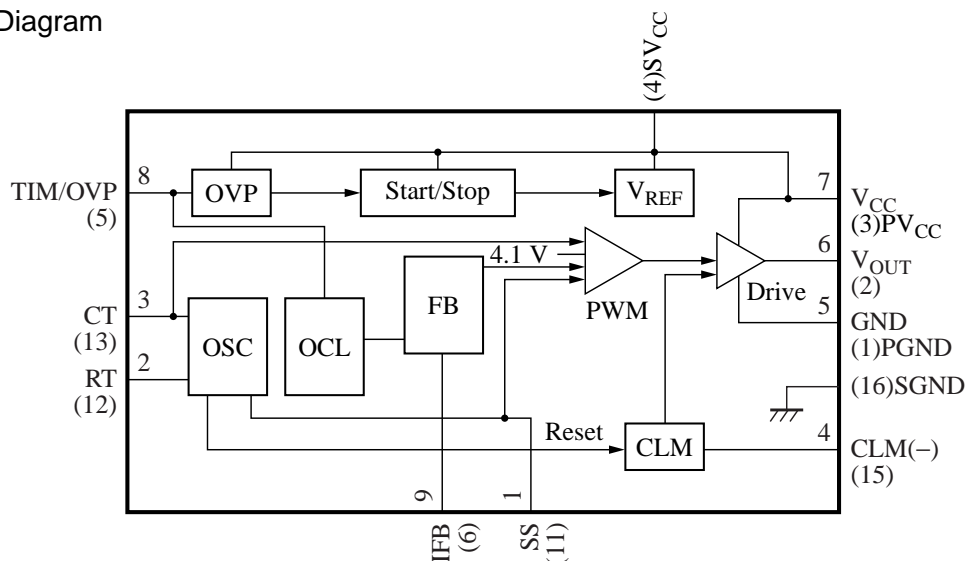 Diagram
(4)SVCC
TIM/OVP
(5)
8
OVP
Start/Stop
VREF
7
VCC
(3)PVCC
4.1 V
PWM
Drive
6
VOUT
(2)
CT
(13)
3
OSC
OCL
FB
5
GND
(1)PGND
RT
(12)
2
(16)SGND
Reset
CLM
4
CLM(−)
(15)
9
IFB
(6)
1
SS
(11)